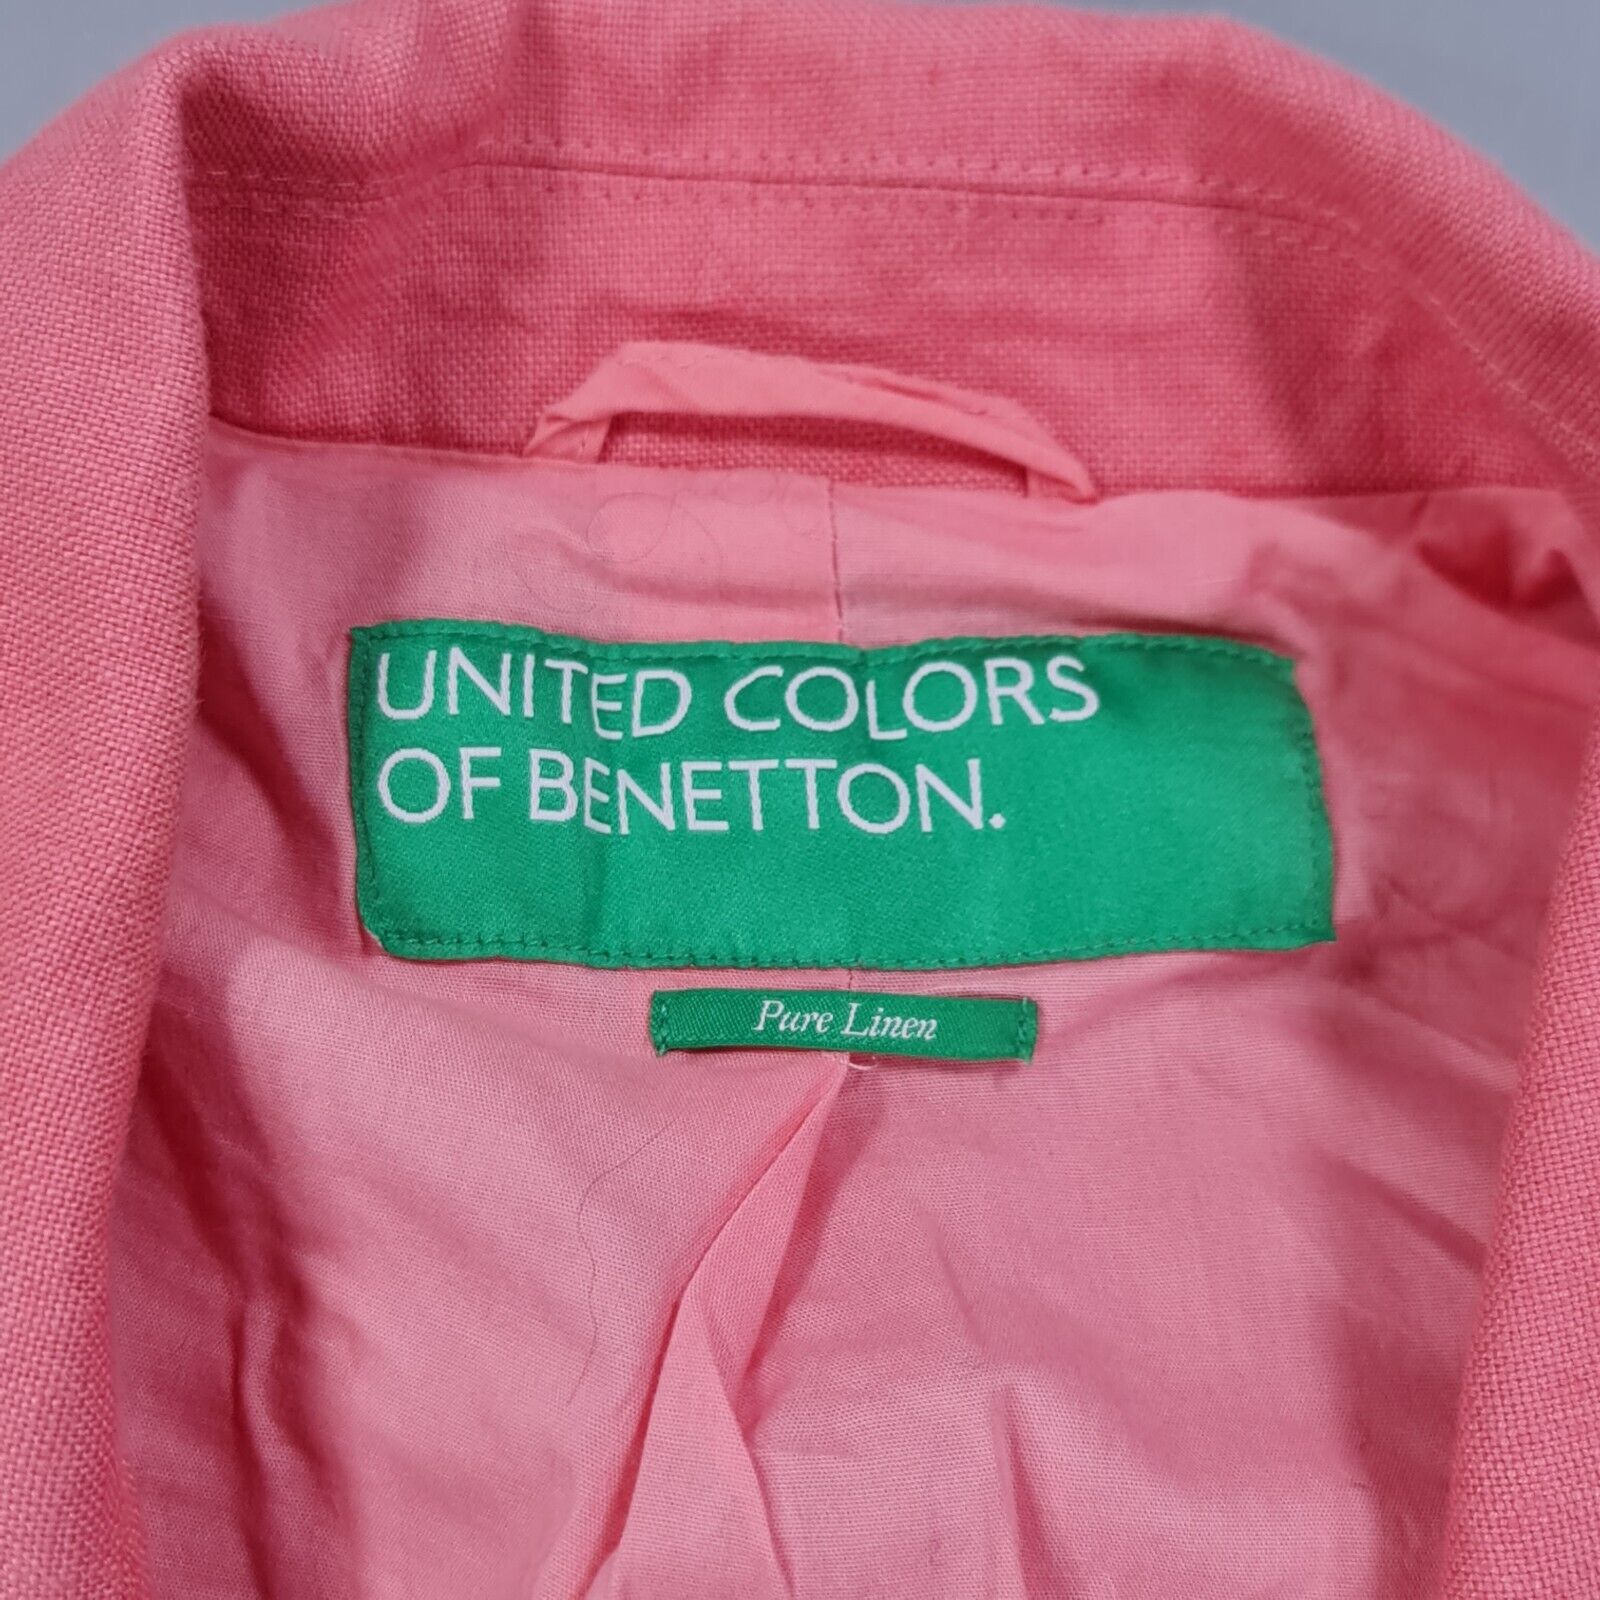 UNITED COLORS
OF BENETTON.
Pure Linen